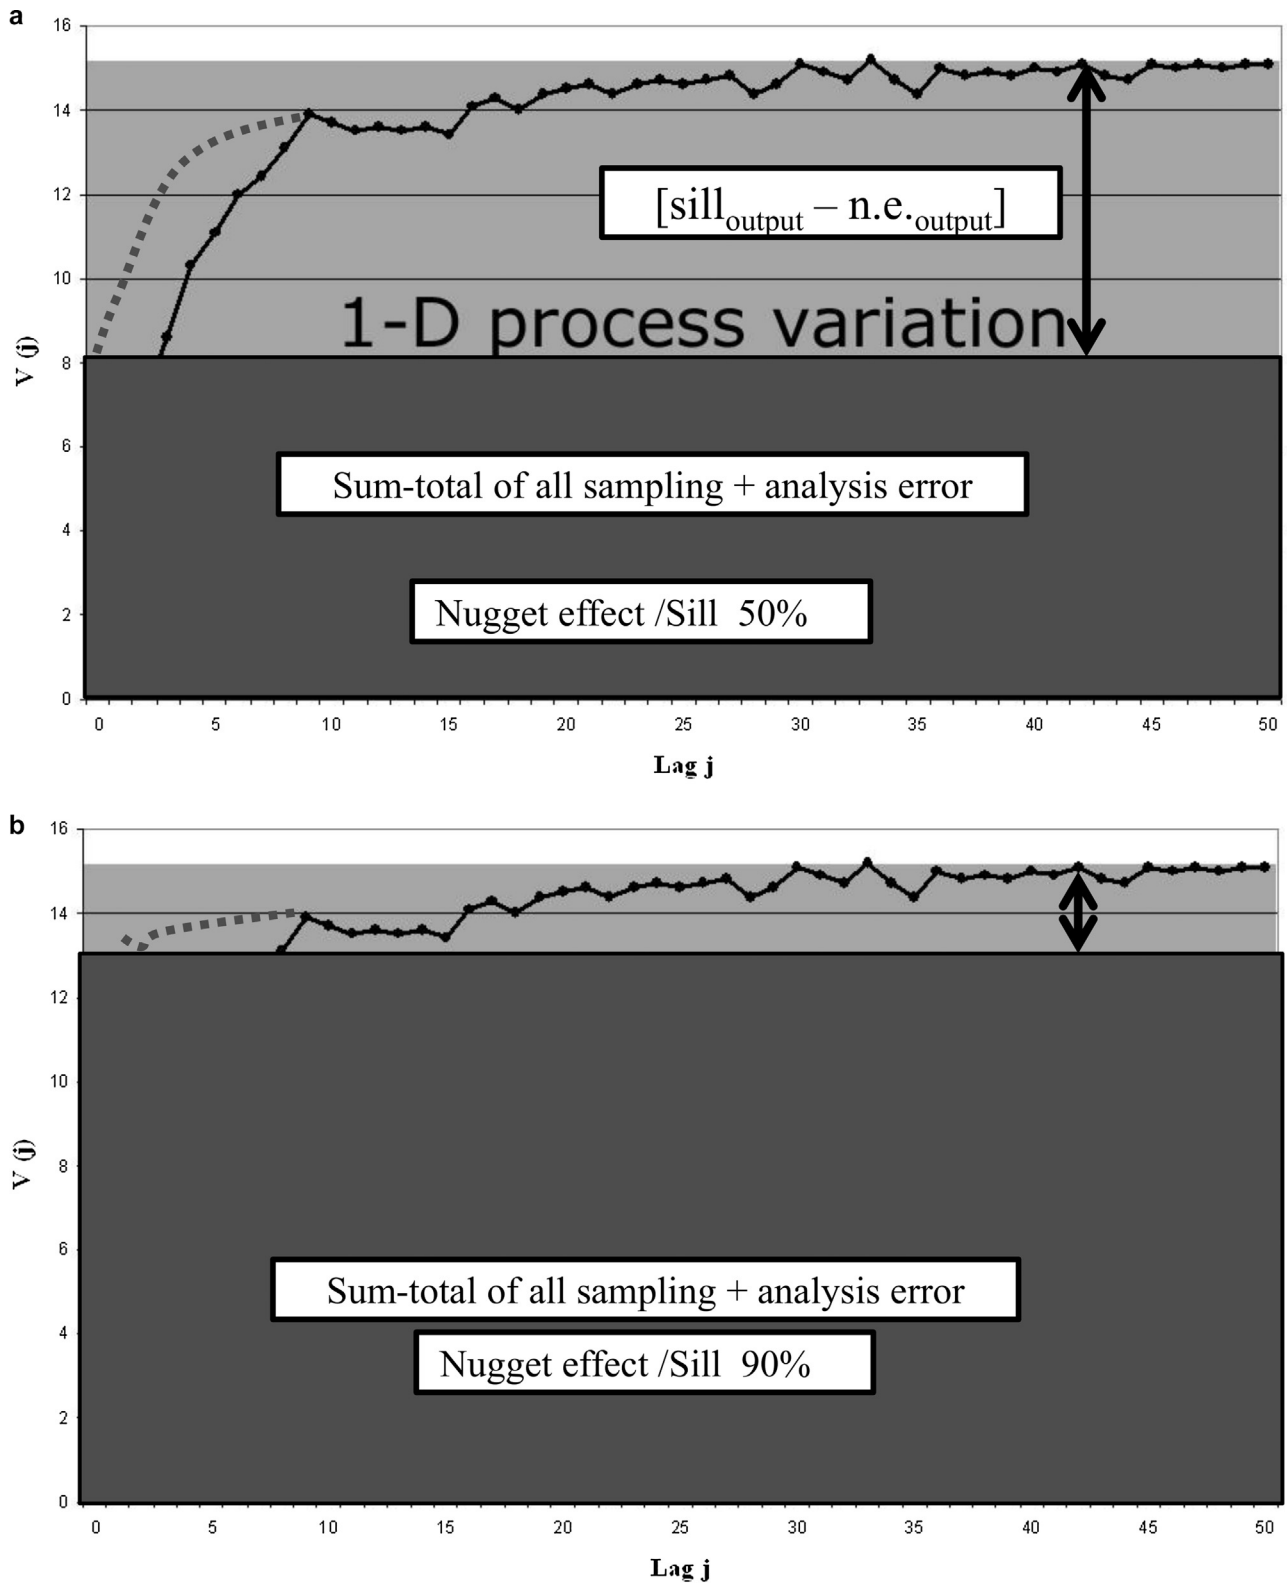 a
16
14
[sill_output – n.e._output]
12
10
1-D process variation
8
V (j)
6
Sum-total of all sampling + analysis error
4
Nugget effect /Sill 50%
2
0
0 5 10 15 20 25 30 35 40 45 50
Lag j
b
16
14
12
10
8
V (j)
6
Sum-total of all sampling + analysis error
4
Nugget effect /Sill 90%
2
0
0 5 10 15 20 25 30 35 40 45 50
Lag j